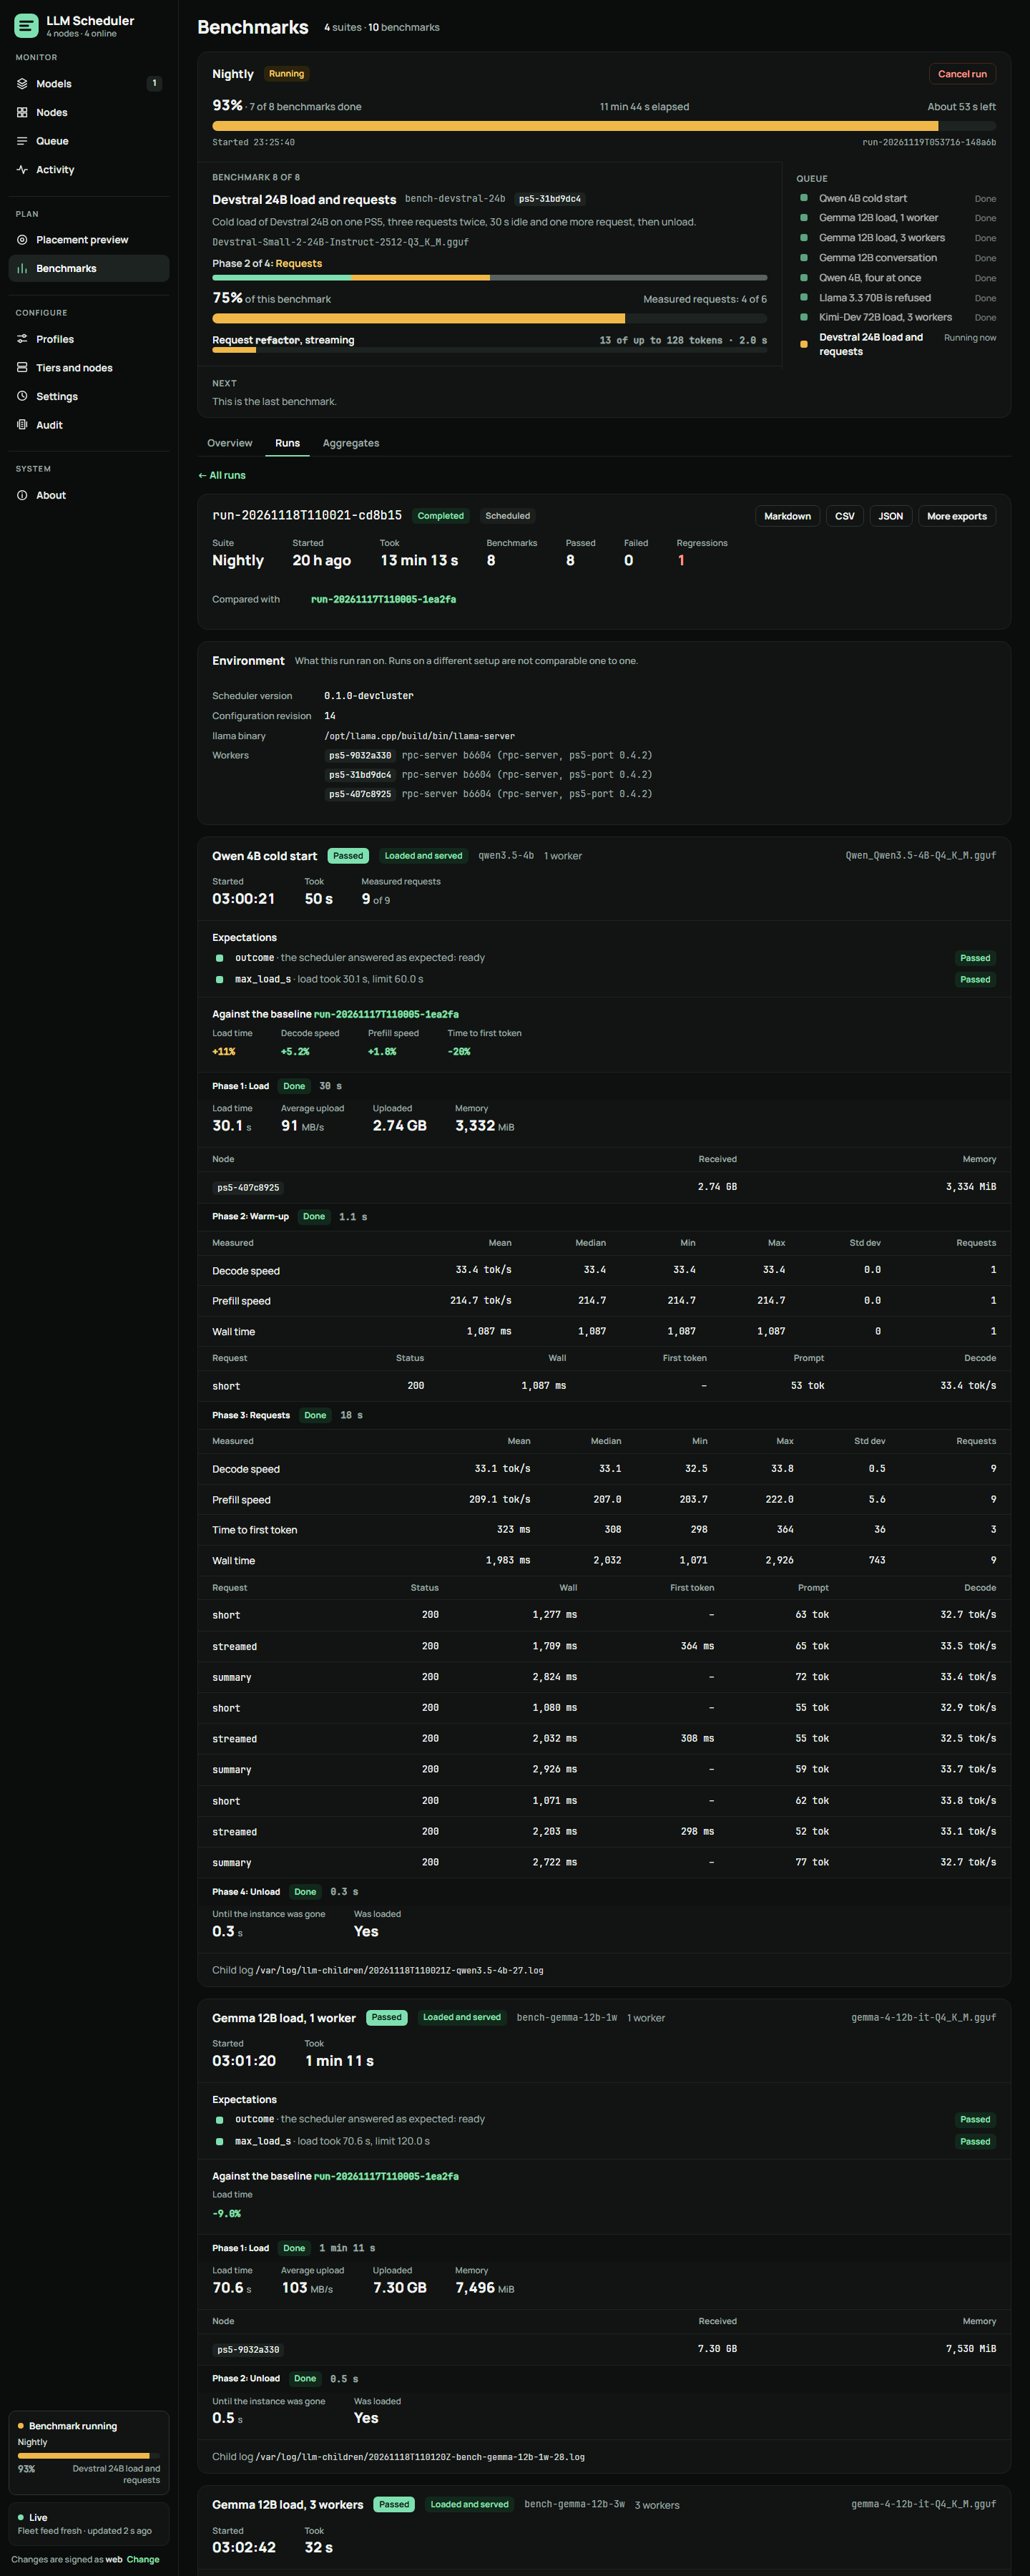 LLM Scheduler
4 nodes · 4 online
MONITOR
Models 1
Nodes
Queue
Activity
PLAN
Placement preview
Benchmarks
CONFIGURE
Profiles
Tiers and nodes
Settings
Audit
SYSTEM
About
Benchmark running
Nightly
93% Devstral 24B load and
requests
Live
Fleet feed fresh · updated 2 s ago
Changes are signed as web Change
Benchmarks 4 suites · 10 benchmarks
Nightly Running Cancel run
93% · 7 of 8 benchmarks done 11 min 44 s elapsed About 53 s left
Started 23:25:40 run-20261119T053716-148a6b
BENCHMARK 8 OF 8
Devstral 24B load and requests bench-devstral-24b ps5-31bd9dc4
Cold load of Devstral 24B on one PS5, three requests twice, 30 s idle and one more request, then unload.
Devstral-Small-2-24B-Instruct-2512-Q3_K_M.gguf
Phase 2 of 4: Requests
75% of this benchmark Measured requests: 4 of 6
Request refactor, streaming 13 of up to 128 tokens · 2.0 s
QUEUE
Qwen 4B cold start Done
Gemma 12B load, 1 worker Done
Gemma 12B load, 3 workers Done
Gemma 12B conversation Done
Qwen 4B, four at once Done
Llama 3.3 70B is refused Done
Kimi-Dev 72B load, 3 workers Done
Devstral 24B load and Running now
requests
NEXT
This is the last benchmark.
Overview Runs Aggregates
← All runs
run-20261118T110021-cd8b15 Completed Scheduled Markdown CSV JSON More exports
Suite Started Took Benchmarks Passed Failed Regressions
Nightly 20 h ago 13 min 13 s 8 8 0 1
Compared with run-20261117T110005-1ea2fa
Environment What this run ran on. Runs on a different setup are not comparable one to one.
Scheduler version 0.1.0-devcluster
Configuration revision 14
llama binary /opt/llama.cpp/build/bin/llama-server
Workers ps5-9032a330 rpc-server b6604 (rpc-server, ps5-port 0.4.2)
ps5-31bd9dc4 rpc-server b6604 (rpc-server, ps5-port 0.4.2)
ps5-407c8925 rpc-server b6604 (rpc-server, ps5-port 0.4.2)
Qwen 4B cold start Passed Loaded and served qwen3.5-4b 1 worker Qwen_Qwen3.5-4B-Q4_K_M.gguf
Started Took Measured requests
03:00:21 50 s 9 of 9
Expectations
outcome · the scheduler answered as expected: ready Passed
max_load_s · load took 30.1 s, limit 60.0 s Passed
Against the baseline run-20261117T110005-1ea2fa
Load time Decode speed Prefill speed Time to first token
+11% +5.2% +1.8% -20%
Phase 1: Load Done 30 s
Load time Average upload Uploaded Memory
30.1 s 91 MB/s 2.74 GB 3,332 MiB
Node Received Memory
ps5-407c8925 2.74 GB 3,334 MiB
Phase 2: Warm-up Done 1.1 s
Measured Mean Median Min Max Std dev Requests
Decode speed 33.4 tok/s 33.4 33.4 33.4 0.0 1
Prefill speed 214.7 tok/s 214.7 214.7 214.7 0.0 1
Wall time 1,087 ms 1,087 1,087 1,087 0 1
Request Status Wall First token Prompt Decode
short 200 1,087 ms – 53 tok 33.4 tok/s
Phase 3: Requests Done 18 s
Measured Mean Median Min Max Std dev Requests
Decode speed 33.1 tok/s 33.1 32.5 33.8 0.5 9
Prefill speed 209.1 tok/s 207.0 203.7 222.0 5.6 9
Time to first token 323 ms 308 298 364 36 3
Wall time 1,983 ms 2,032 1,071 2,926 743 9
Request Status Wall First token Prompt Decode
short 200 1,277 ms – 63 tok 32.7 tok/s
streamed 200 1,709 ms 364 ms 65 tok 33.5 tok/s
summary 200 2,824 ms – 72 tok 33.4 tok/s
short 200 1,080 ms – 55 tok 32.9 tok/s
streamed 200 2,032 ms 308 ms 55 tok 32.5 tok/s
summary 200 2,926 ms – 59 tok 33.7 tok/s
short 200 1,071 ms – 62 tok 33.8 tok/s
streamed 200 2,203 ms 298 ms 52 tok 33.1 tok/s
summary 200 2,722 ms – 77 tok 32.7 tok/s
Phase 4: Unload Done 0.3 s
Until the instance was gone Was loaded
0.3 s Yes
Child log /var/log/llm-children/20261118T110021Z-qwen3.5-4b-27.log
Gemma 12B load, 1 worker Passed Loaded and served bench-gemma-12b-1w 1 worker gemma-4-12b-it-Q4_K_M.gguf
Started Took
03:01:20 1 min 11 s
Expectations
outcome · the scheduler answered as expected: ready Passed
max_load_s · load took 70.6 s, limit 120.0 s Passed
Against the baseline run-20261117T110005-1ea2fa
Load time
-9.0%
Phase 1: Load Done 1 min 11 s
Load time Average upload Uploaded Memory
70.6 s 103 MB/s 7.30 GB 7,496 MiB
Node Received Memory
ps5-9032a330 7.30 GB 7,530 MiB
Phase 2: Unload Done 0.5 s
Until the instance was gone Was loaded
0.5 s Yes
Child log /var/log/llm-children/20261118T110120Z-bench-gemma-12b-1w-28.log
Gemma 12B load, 3 workers Passed Loaded and served bench-gemma-12b-3w 3 workers gemma-4-12b-it-Q4_K_M.gguf
Started Took
03:02:42 32 s